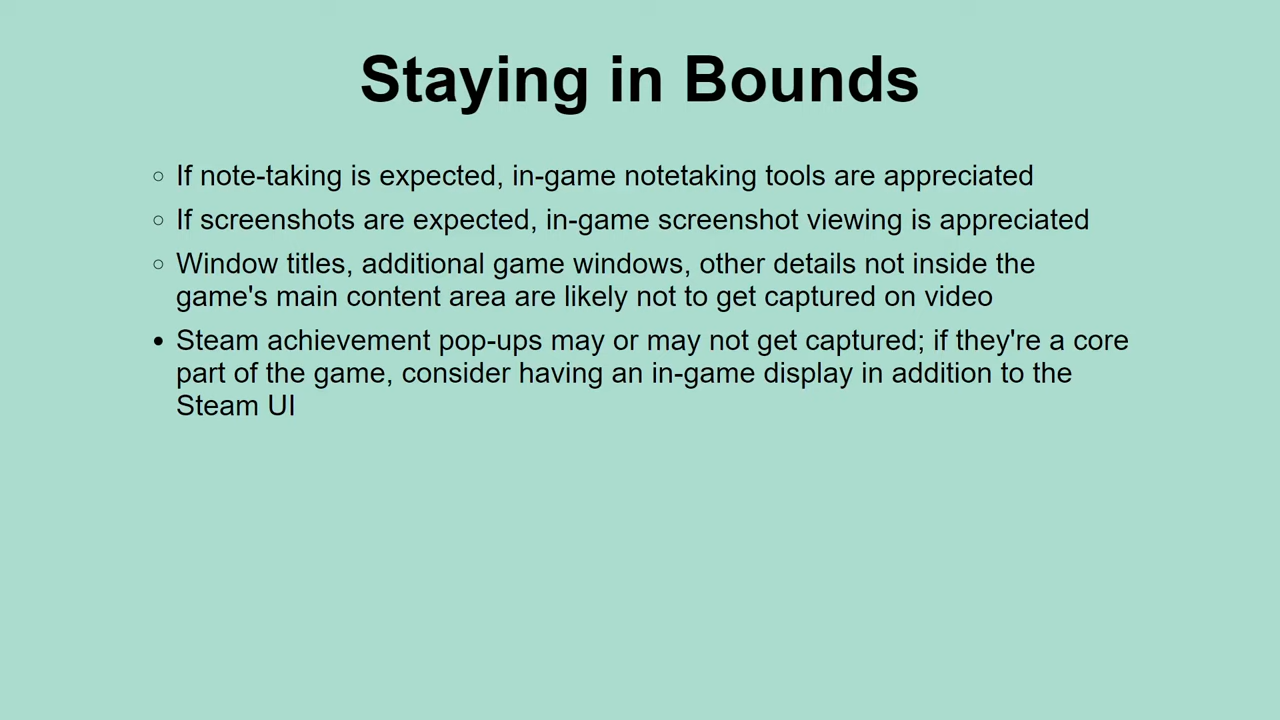 Staying in Bounds
If note-taking is expected, in-game notetaking tools are appreciated
If screenshots are expected, in-game screenshot viewing is appreciated
Window titles, additional game windows, other details not inside the
game's main content area are likely not to get captured on video
Steam achievement pop-ups may or may not get captured; if they're a core
part of the game, consider having an in-game display in addition to the
Steam UI